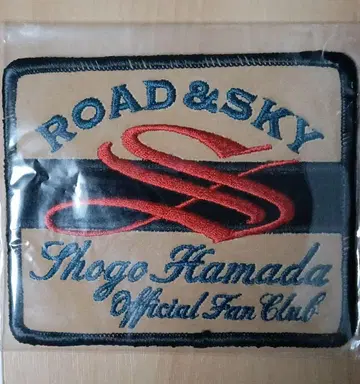 ROAD & SKY
S
Shogo Hamada
Official Fan Club